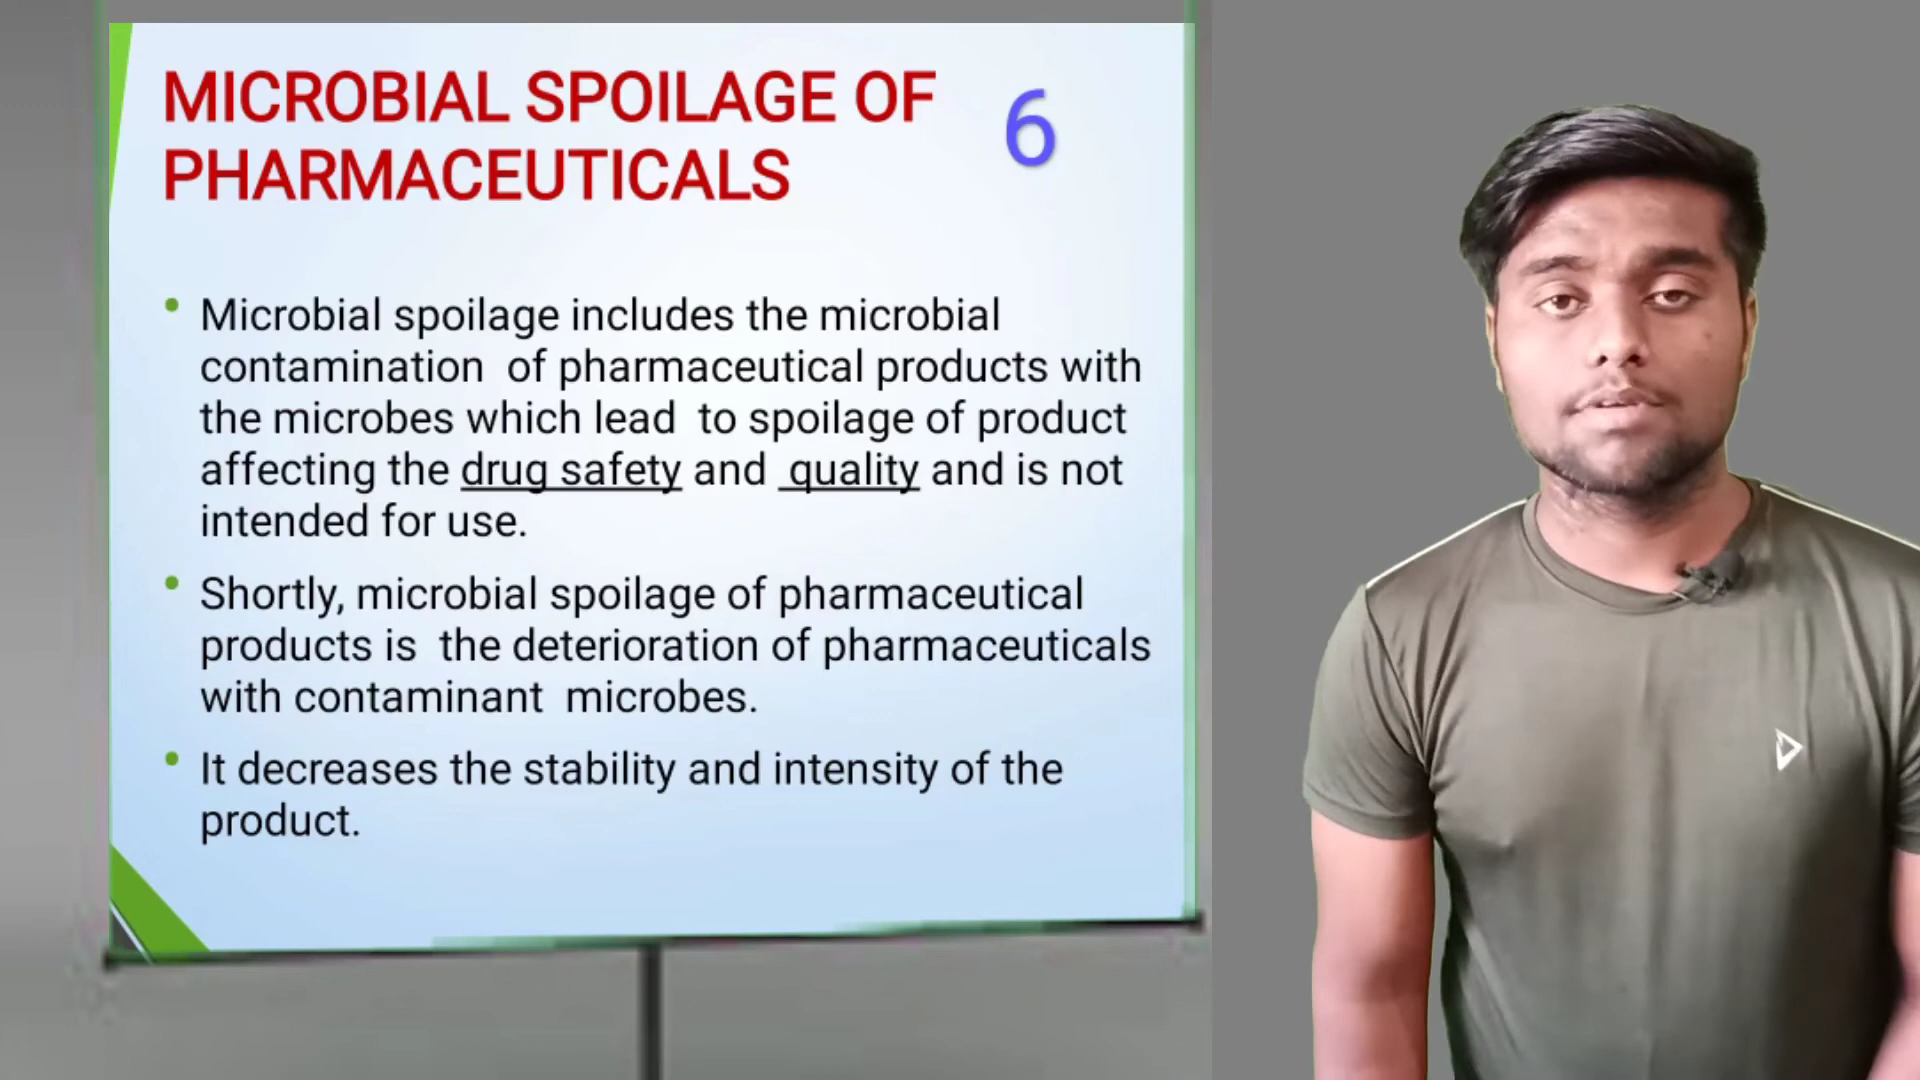 MICROBIAL SPOILAGE OF
PHARMACEUTICALS
6
Microbial spoilage includes the microbial
contamination of pharmaceutical products with
the microbes which lead to spoilage of product
affecting the drug safety and quality and is not
intended for use.
Shortly, microbial spoilage of pharmaceutical
products is the deterioration of pharmaceuticals
with contaminant microbes.
It decreases the stability and intensity of the
product.